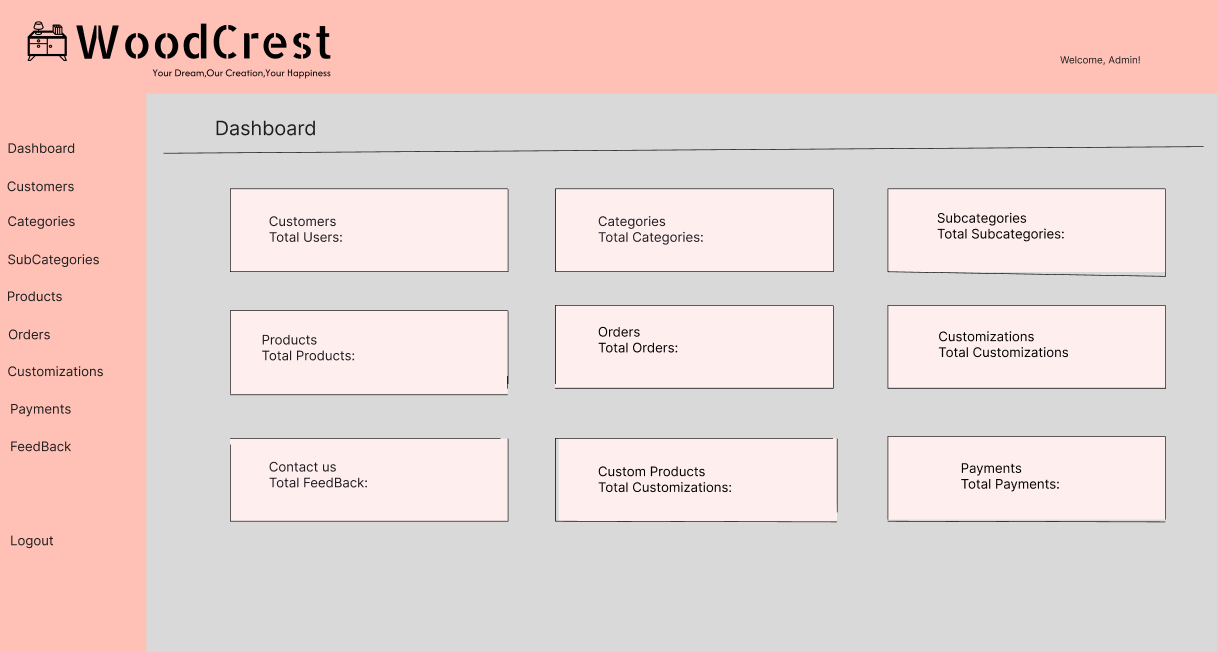 WoodCrest
Your Dream,Our Creation,Your Happiness
Welcome, Admin!
Dashboard
Customers
Categories
SubCategories
Products
Orders
Customizations
Payments
FeedBack
Logout
Dashboard
Customers
Total Users:
Categories
Total Categories:
Subcategories
Total Subcategories:
Products
Total Products:
Orders
Total Orders:
Customizations
Total Customizations
Contact us
Total FeedBack:
Custom Products
Total Customizations:
Payments
Total Payments: